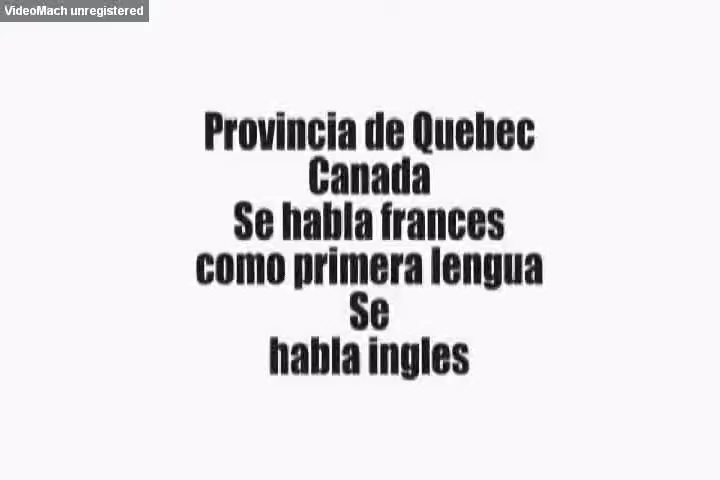 VideoMach unregistered
Provincia de Quebec
Canada
Se habla frances
como primera lengua
Se
habla ingles